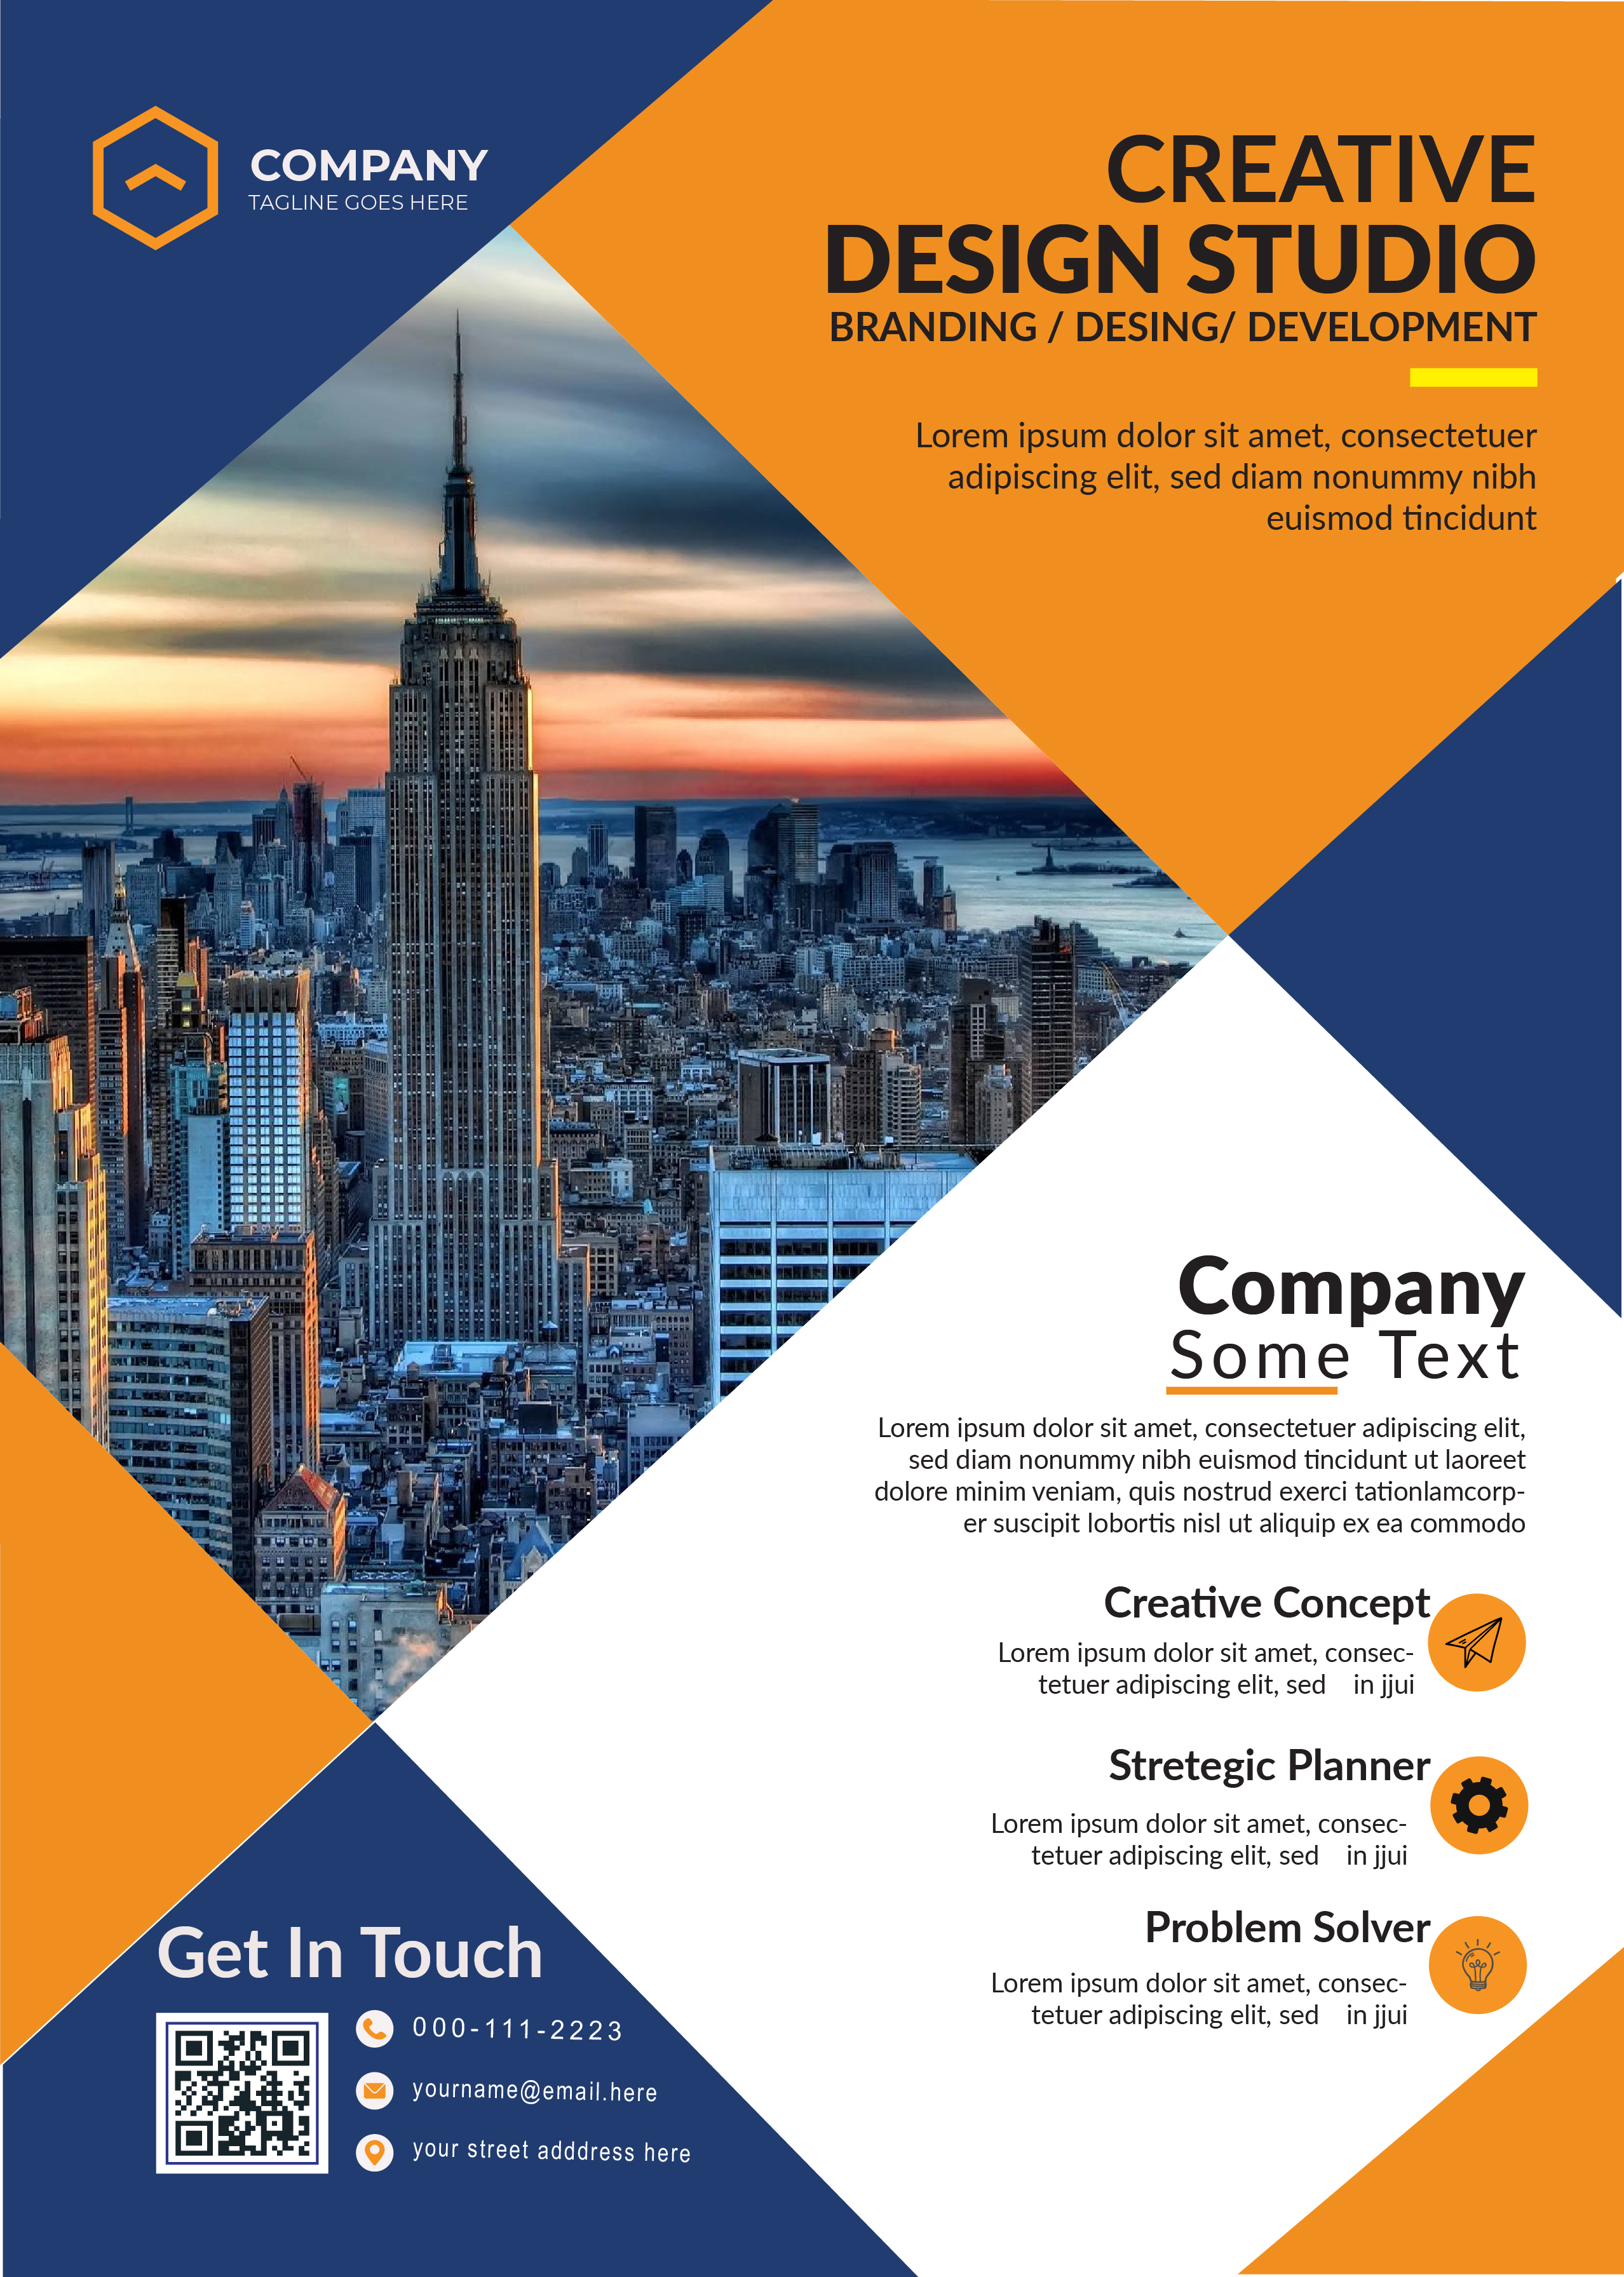 COMPANY
TAGLINE GOES HERE
CREATIVE
DESIGN STUDIO
BRANDING / DESING/ DEVELOPMENT
Lorem ipsum dolor sit amet, consectetuer
adipiscing elit, sed diam nonummy nibh
euismod tincidunt
Company
Some Text
Lorem ipsum dolor sit amet, consectetuer adipiscing elit,
sed diam nonummy nibh euismod tincidunt ut laoreet
dolore minim veniam, quis nostrud exerci tationlamcorp-
er suscipit lobortis nisl ut aliquip ex ea commodo
Creative Concept
Lorem ipsum dolor sit amet, consec-
tetuer adipiscing elit, sed in jjui
Stretegic Planner
Lorem ipsum dolor sit amet, consec-
tetuer adipiscing elit, sed in jjui
Problem Solver
Lorem ipsum dolor sit amet, consec-
tetuer adipiscing elit, sed in jjui
Get In Touch
000-111-2223
yourname@email.here
your street adddress here